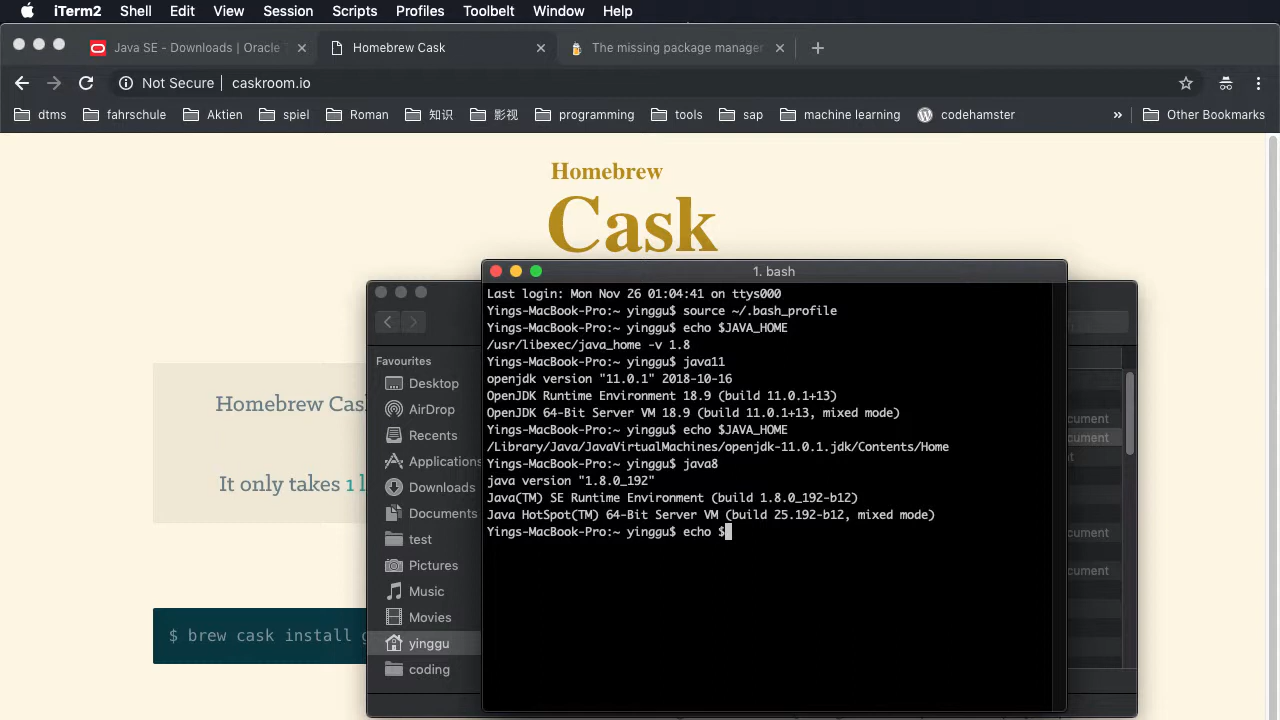 iTerm2 Shell Edit View Session Scripts Profiles Toolbelt Window Help
Java SE - Downloads | Oracle Homebrew Cask The missing package manager
Not Secure caskroom.io
dtms fahrschule Aktien spiel Roman 知识 影视 programming tools sap machine learning codehamster » Other Bookmarks
Homebrew
Cask
Homebrew Cas
It only takes 1 l
$ brew cask install g
Favourites
Desktop
AirDrop
Recents
Applications
Downloads
Documents
test
Pictures
Music
Movies
yinggu
coding
cument
cument
cument
cument
1. bash
Last login: Mon Nov 26 01:04:41 on ttys000
Yings-MacBook-Pro:~ yinggu$ source ~/.bash_profile
Yings-MacBook-Pro:~ yinggu$ echo $JAVA_HOME
/usr/libexec/java_home -v 1.8
Yings-MacBook-Pro:~ yinggu$ java11
openjdk version "11.0.1" 2018-10-16
OpenJDK Runtime Environment 18.9 (build 11.0.1+13)
OpenJDK 64-Bit Server VM 18.9 (build 11.0.1+13, mixed mode)
Yings-MacBook-Pro:~ yinggu$ echo $JAVA_HOME
/Library/Java/JavaVirtualMachines/openjdk-11.0.1.jdk/Contents/Home
Yings-MacBook-Pro:~ yinggu$ java8
java version "1.8.0_192"
Java(TM) SE Runtime Environment (build 1.8.0_192-b12)
Java HotSpot(TM) 64-Bit Server VM (build 25.192-b12, mixed mode)
Yings-MacBook-Pro:~ yinggu$ echo $